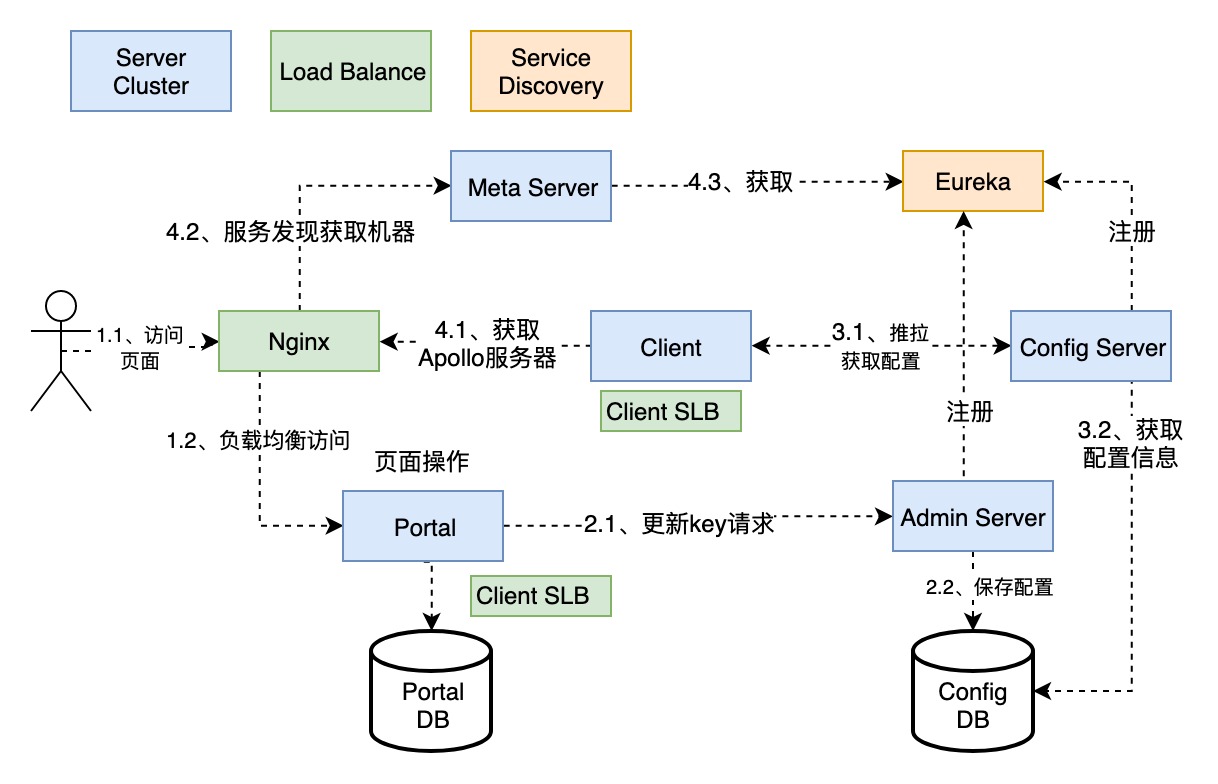 Server
Cluster
Load Balance
Service
Discovery
Meta Server
4.3、获取
Eureka
4.2、服务发现获取机器
注册
1.1、访问
页面
Nginx
4.1、获取
Apollo服务器
Client
3.1、推拉
获取配置
Config Server
Client SLB
注册
1.2、负载均衡访问
3.2、获取
配置信息
页面操作
Portal
2.1、更新key请求
Admin Server
Client SLB
2.2、保存配置
Portal
DB
Config
DB